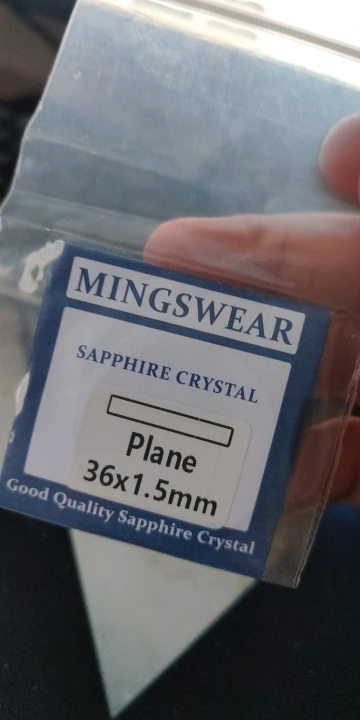 MINGSWEAR
SAPPHIRE CRYSTAL
Plane
36x1.5mm
Good Quality Sapphire Crystal